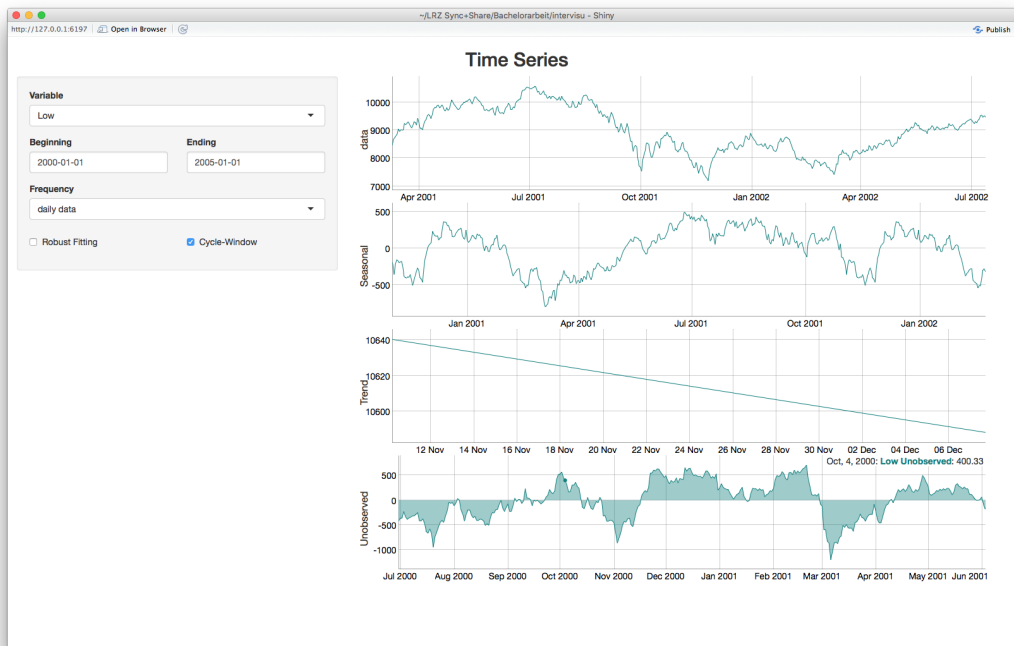 ~/LRZ Sync+Share/Bachelorarbeit/intervisu - Shiny
http://127.0.0.1:6197 Open in Browser Publish
Time Series
Variable
Low
Beginning Ending
2000-01-01 2005-01-01
Frequency
daily data
Robust Fitting Cycle-Window
data
10000
9000
8000
7000
Apr 2001 Jul 2001 Oct 2001 Jan 2002 Apr 2002 Jul 2002
Seasonal
500
0
-500
Jan 2001 Apr 2001 Jul 2001 Oct 2001 Jan 2002
Trend
10640
10620
10600
12 Nov 14 Nov 16 Nov 18 Nov 20 Nov 22 Nov 24 Nov 26 Nov 28 Nov 30 Nov 02 Dec 04 Dec 06 Dec
Oct, 4, 2000: Low Unobserved: 400.33
Unobserved
500
0
-500
-1000
Jul 2000 Aug 2000 Sep 2000 Oct 2000 Nov 2000 Dec 2000 Jan 2001 Feb 2001 Mar 2001 Apr 2001 May 2001 Jun 2001